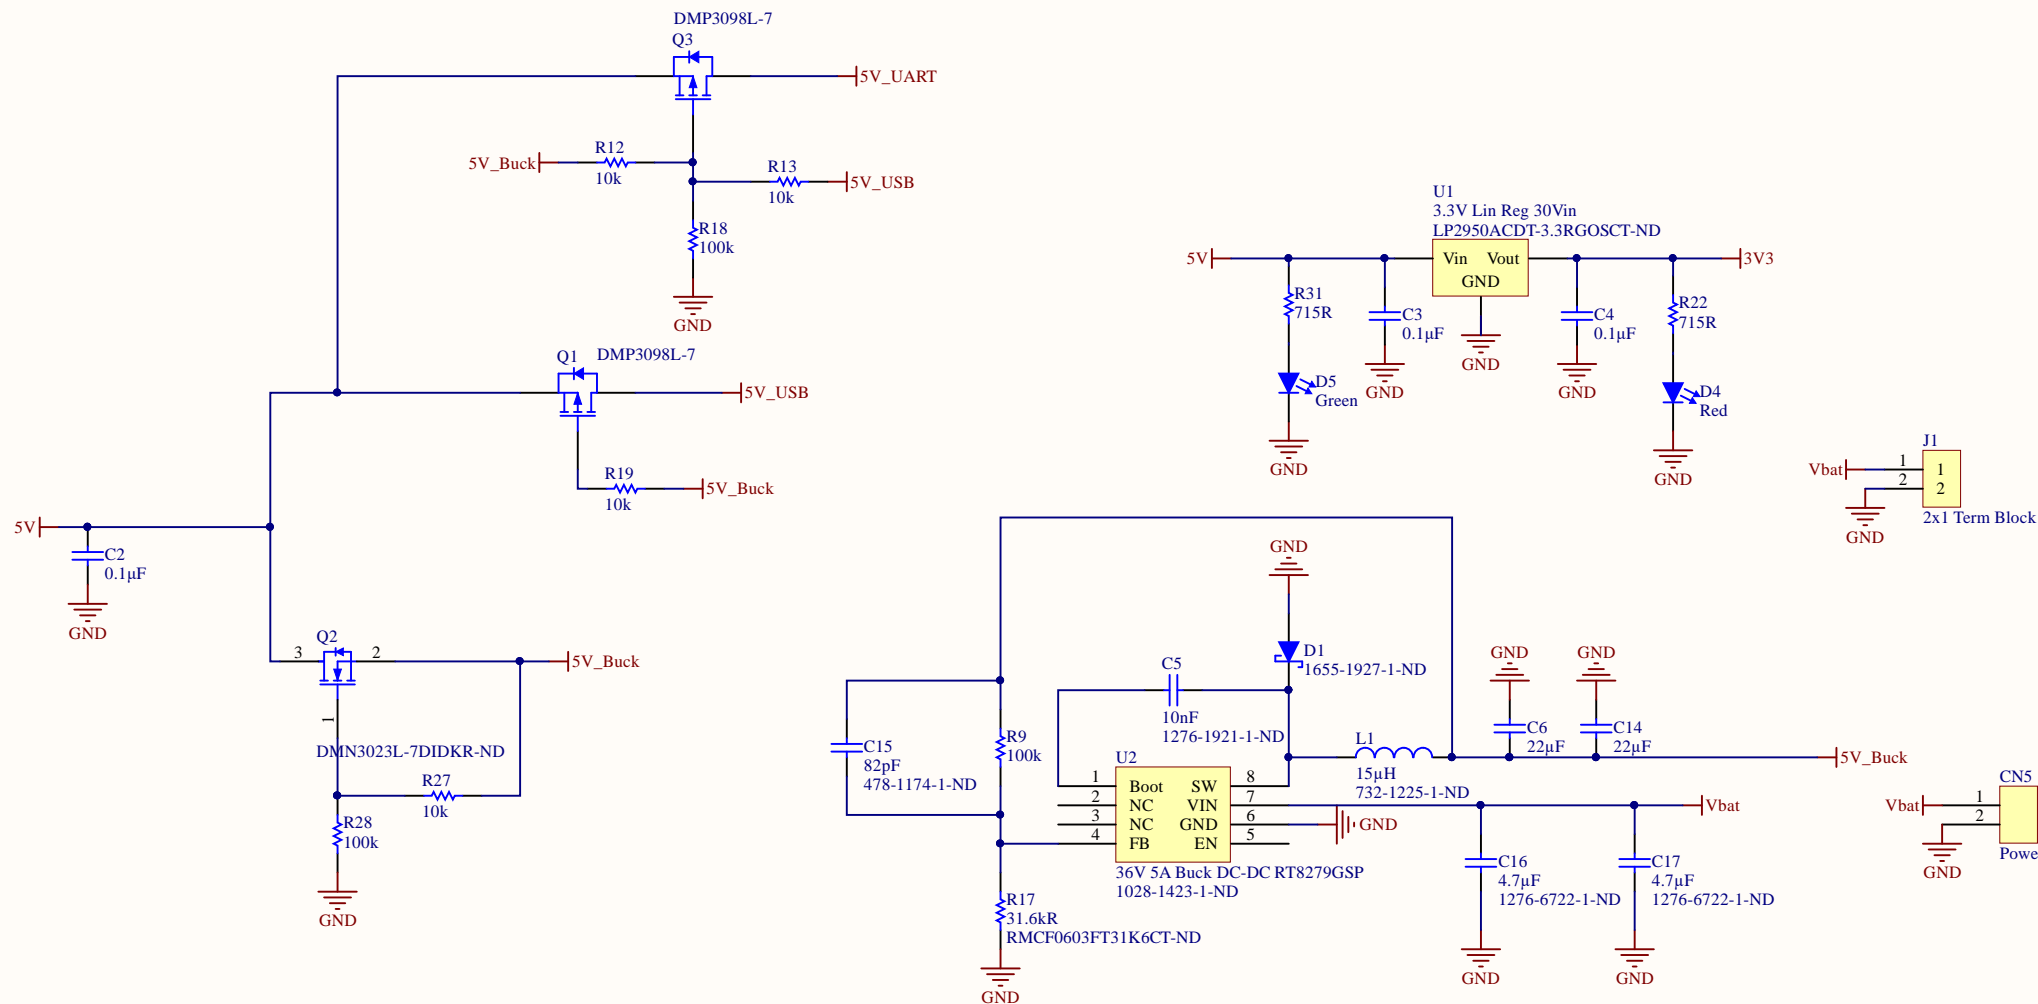 DMP3098L-7
Q3
5V_UART
5V_Buck
R12
10k
R13
10k
5V_USB
R18
100k
GND
Q1
DMP3098L-7
5V_USB
R19
10k
5V_Buck
5V
C2
0.1µF
GND
Q2
3
2
1
5V_Buck
DMN3023L-7DIDKR-ND
R27
10k
R28
100k
GND
U1
3.3V Lin Reg 30Vin
LP2950ACDT-3.3RGOSCT-ND
5V
Vin
Vout
GND
3V3
R31
715R
C3
0.1µF
GND
GND
C4
0.1µF
GND
R22
715R
D5
Green
GND
D4
Red
GND
J1
Vbat
1
1
2
2
GND
2x1 Term Block
GND
D1
1655-1927-1-ND
C5
10nF
1276-1921-1-ND
C15
82pF
478-1174-1-ND
R9
100k
GND
GND
C6
22µF
C14
22µF
L1
15µH
732-1225-1-ND
5V_Buck
U2
1
Boot
SW
8
2
NC
VIN
7
3
NC
GND
6
4
FB
EN
5
Vbat
GND
36V 5A Buck DC-DC RT8279GSP
1028-1423-1-ND
C16
4.7µF
1276-6722-1-ND
GND
C17
4.7µF
1276-6722-1-ND
GND
R17
31.6kR
RMCF0603FT31K6CT-ND
GND
CN5
Vbat
1
2
GND
Powe